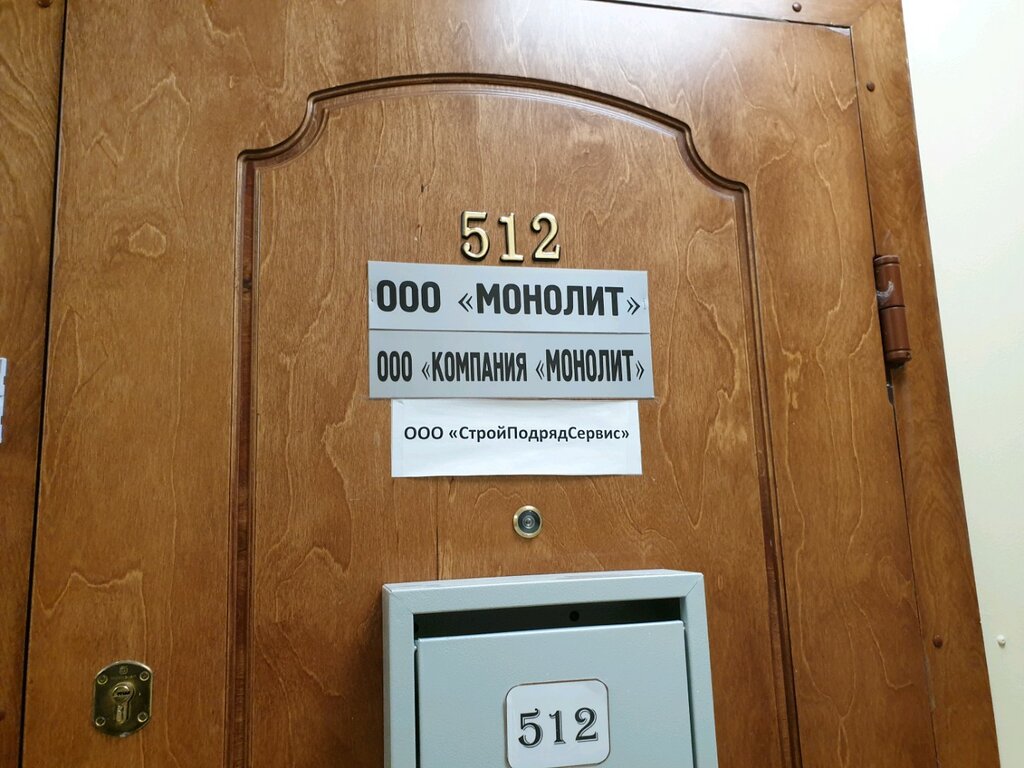 512
ООО «МОНОЛИТ»
ООО «КОМПАНИЯ «МОНОЛИТ»
ООО «СтройПодрядСервис»
512